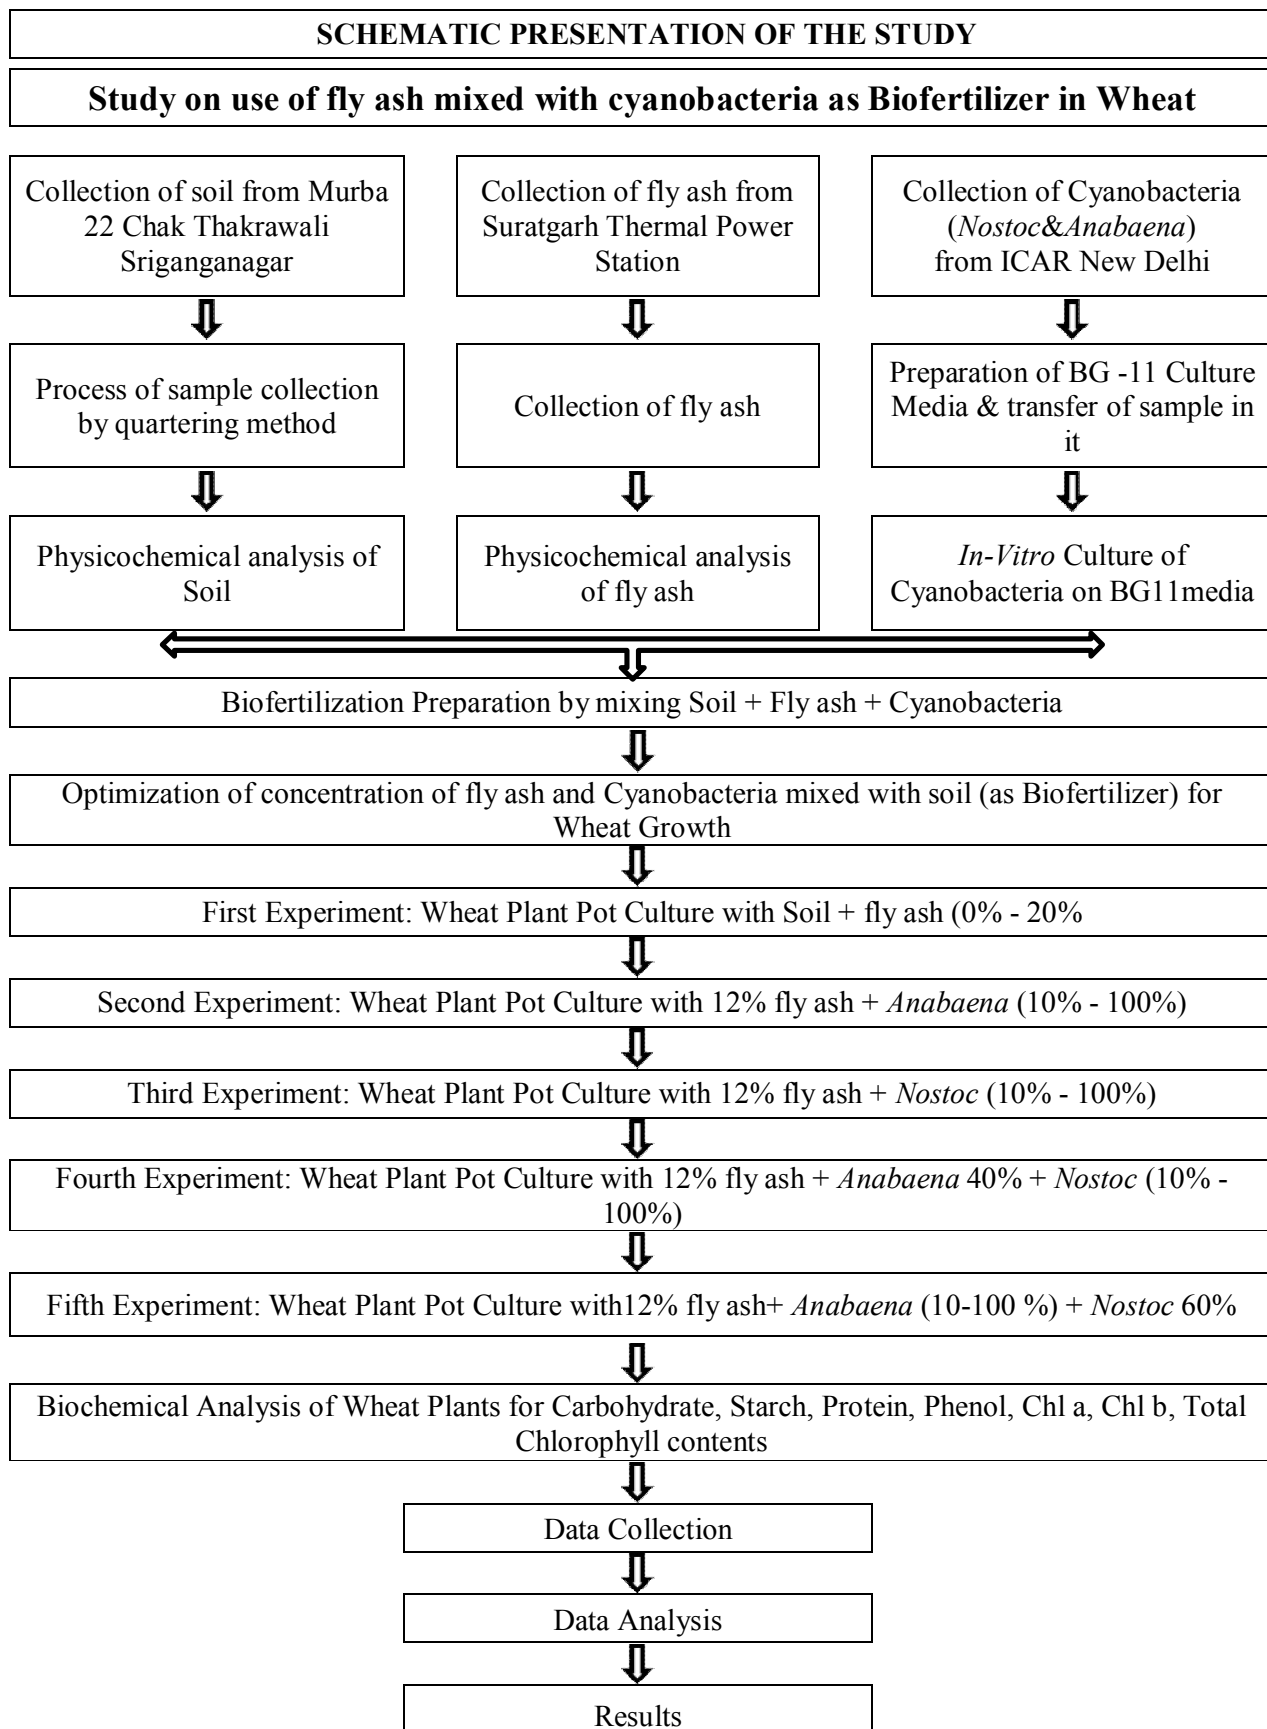 SCHEMATIC PRESENTATION OF THE STUDY
Study on use of fly ash mixed with cyanobacteria as Biofertilizer in Wheat
Collection of soil from Murba
22 Chak Thakrawali
Sriganganagar
Collection of fly ash from
Suratgarh Thermal Power
Station
Collection of Cyanobacteria
(Nostoc&Anabaena)
from ICAR New Delhi
Process of sample collection
by quartering method
Collection of fly ash
Preparation of BG -11 Culture
Media & transfer of sample in
it
Physicochemical analysis of
Soil
Physicochemical analysis
of fly ash
In-Vitro Culture of
Cyanobacteria on BG11media
Biofertilization Preparation by mixing Soil + Fly ash + Cyanobacteria
Optimization of concentration of fly ash and Cyanobacteria mixed with soil (as Biofertilizer) for
Wheat Growth
First Experiment: Wheat Plant Pot Culture with Soil + fly ash (0% - 20%
Second Experiment: Wheat Plant Pot Culture with 12% fly ash + Anabaena (10% - 100%)
Third Experiment: Wheat Plant Pot Culture with 12% fly ash + Nostoc (10% - 100%)
Fourth Experiment: Wheat Plant Pot Culture with 12% fly ash + Anabaena 40% + Nostoc (10% -
100%)
Fifth Experiment: Wheat Plant Pot Culture with12% fly ash+ Anabaena (10-100 %) + Nostoc 60%
Biochemical Analysis of Wheat Plants for Carbohydrate, Starch, Protein, Phenol, Chl a, Chl b, Total
Chlorophyll contents
Data Collection
Data Analysis
Results